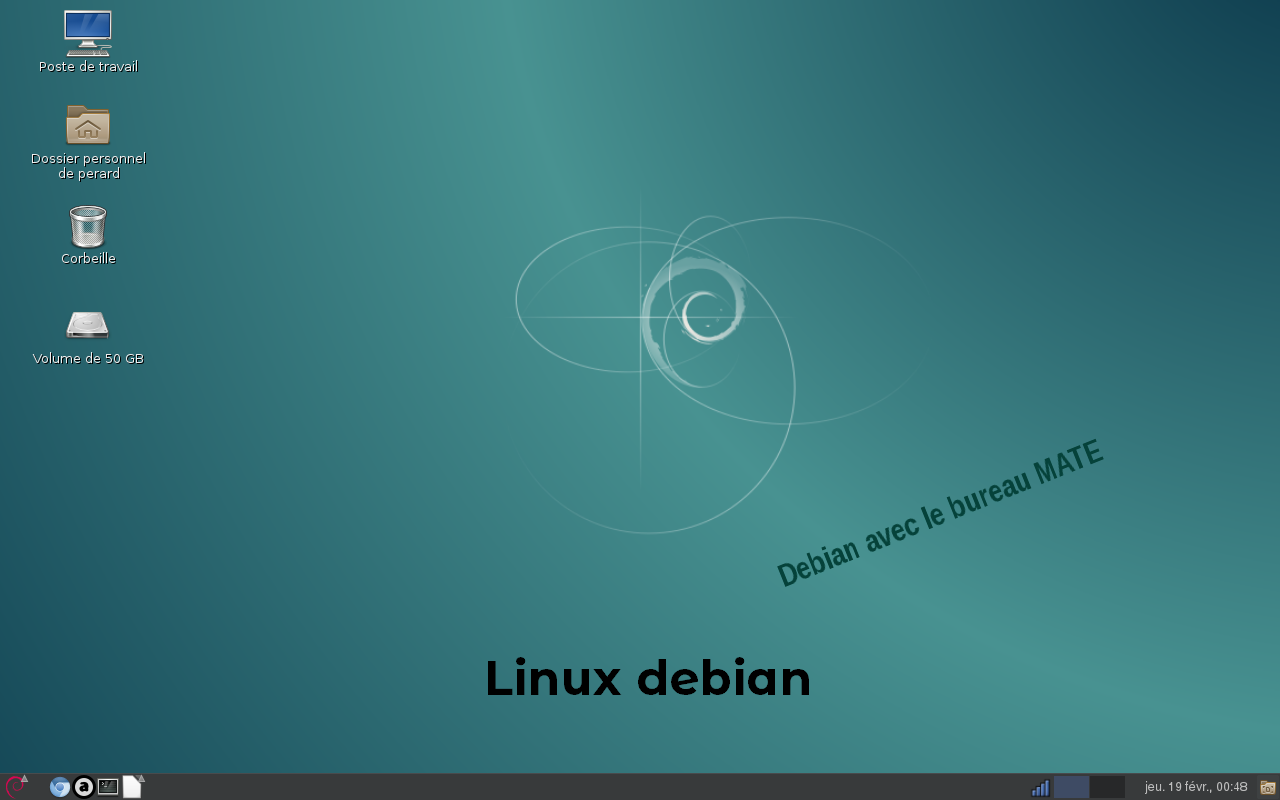 Poste de travail
Dossier personnel
de perard
Corbeille
Volume de 50 GB
Debian avec le bureau MATE
Linux debian
a
jeu. 19 févr., 00:48